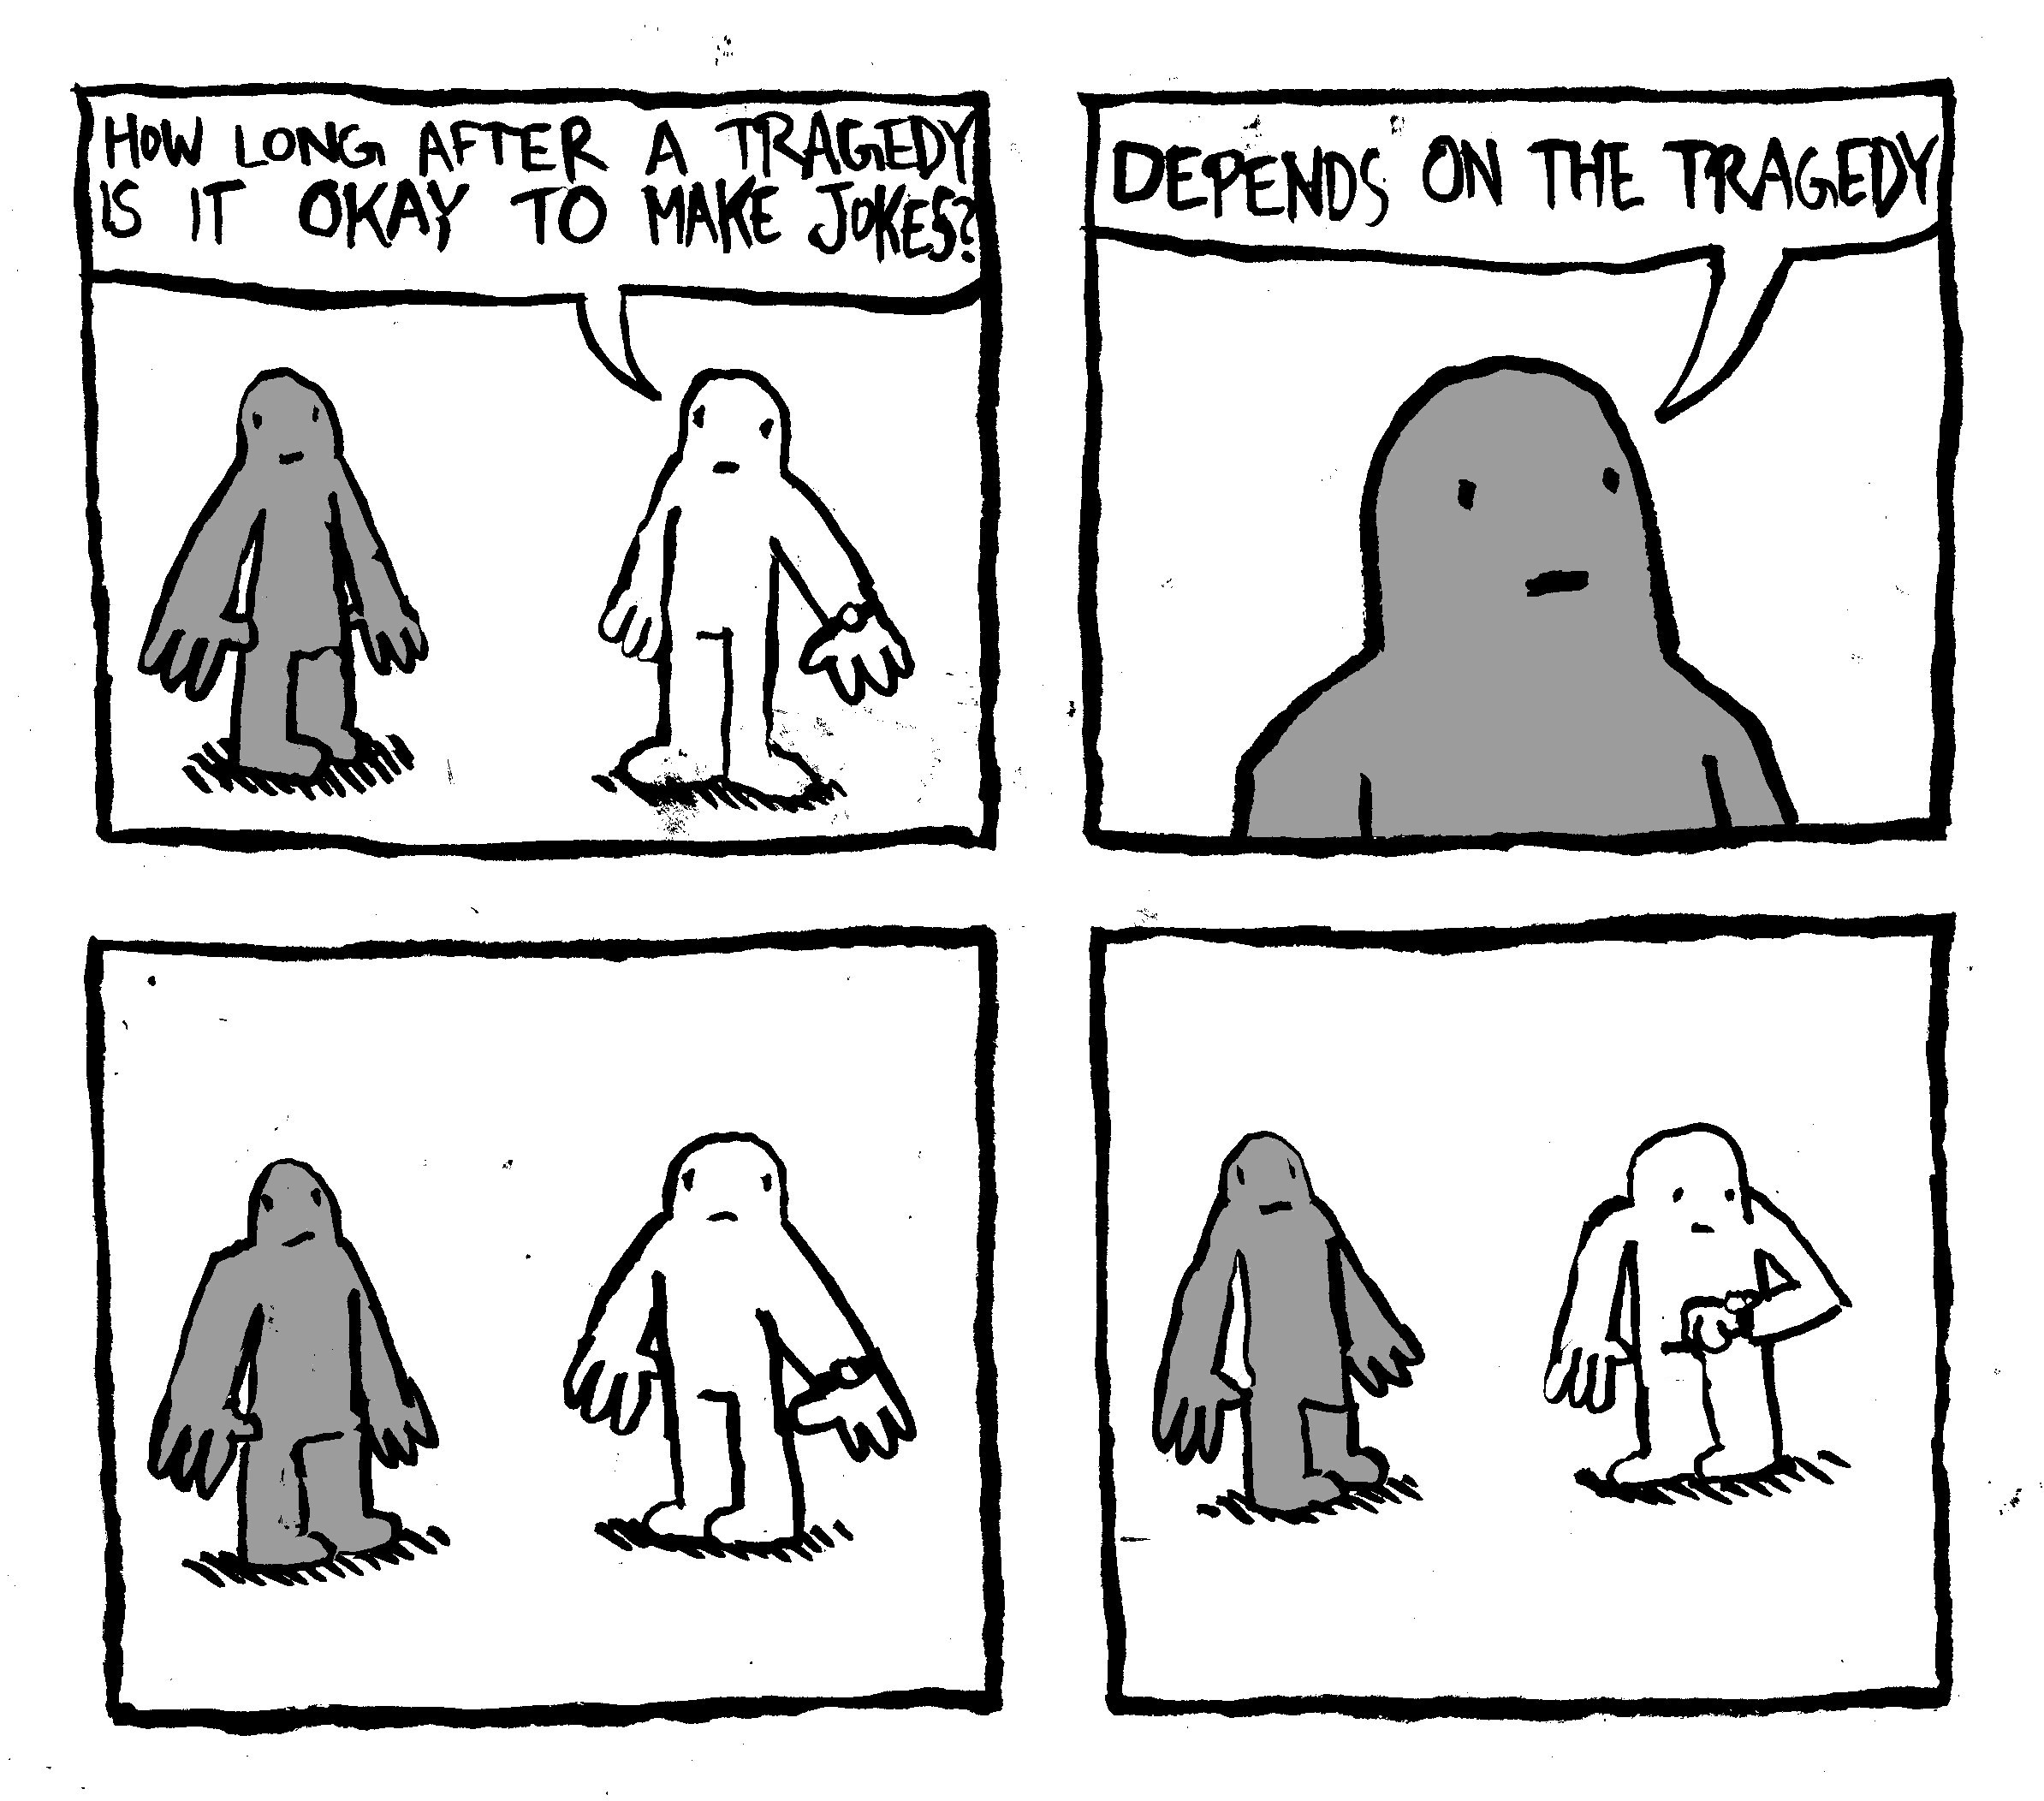 HOW LONG AFTER A TRAGEDY
IS IT OKAY TO MAKE JOKES?
DEPENDS ON THE TRAGEDY